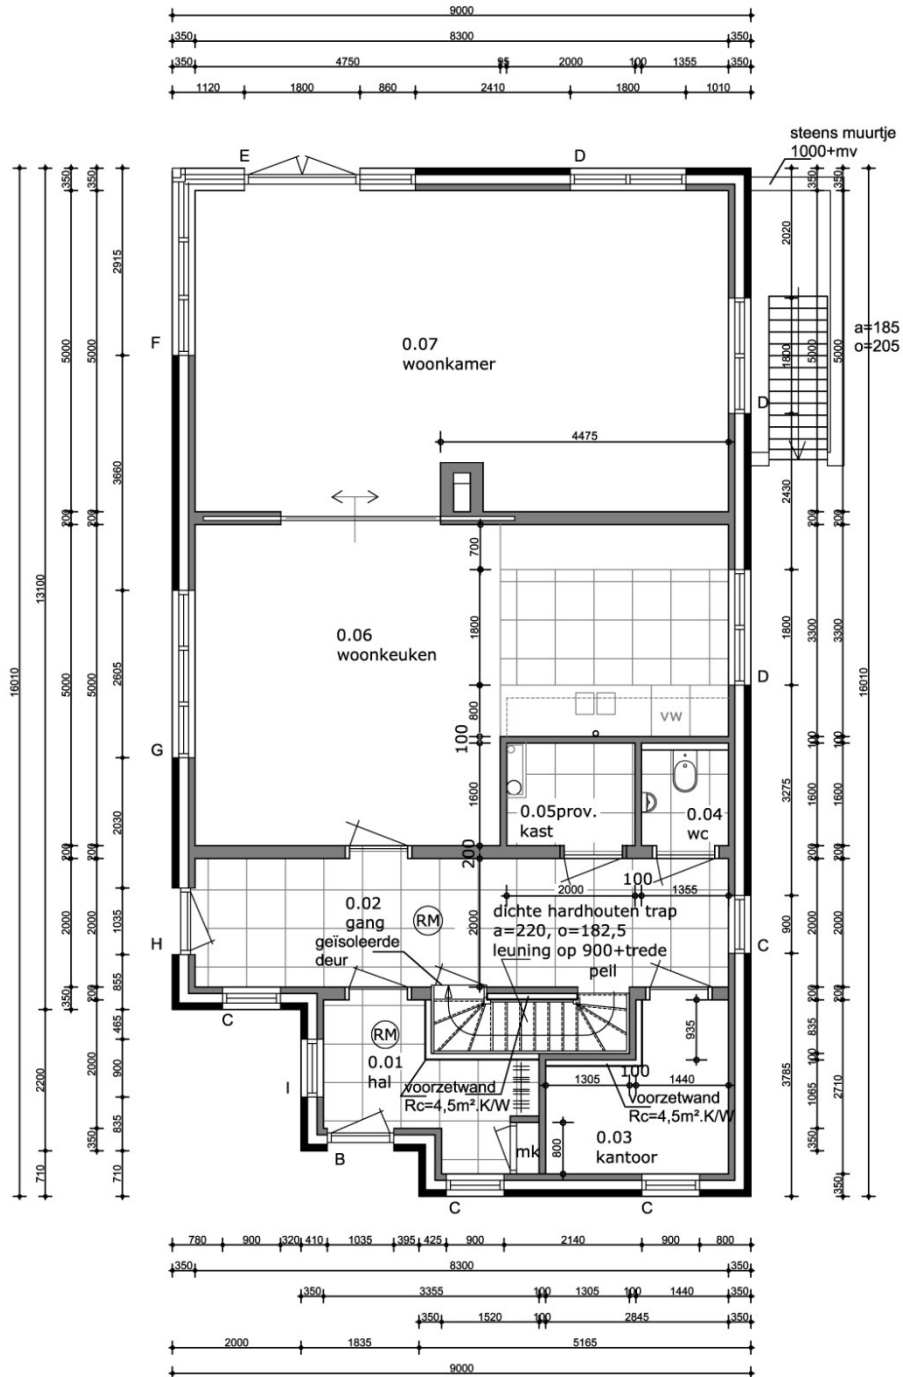 9000
350 8300 350
350 4750 95 2000 100 1355 350
1120 1800 860 2410 1800 1010
steens muurtje
1000+mv
E
D
16010
13100
2200
710
350
5000
200
5000
200
2000
350
350
5000
200
5000
200
2000
200
2000
350
2915
3660
2605
2030
1035
855
465
900
835
710
F
G
H
I
2020
1800
2430
1800
3275
900
3785
350
5000
200
3300
100
1600
200
2000
200
835
100
1065
350
350
5000
200
3300
100
1600
200
2000
200
2710
350
16010
a=185
o=205
D
D
C
0.07
woonkamer
4475
700
1800
800
100
1600
200
2000
0.06
woonkeuken
VW
0.05prov.
kast
0.04
wc
2000 100 1355
0.02
gang
RM
geïsoleerde
deur
dichte hardhouten trap
a=220, o=182,5
leuning op 900+trede
peil
C
RM
0.01
hal
voorzetwand
Rc=4,5m².K/W
935
1305 100 1440
voorzetwand
Rc=4,5m².K/W
0.03
kantoor
800
mk
B
C
C
780 900 320 410 1035 395 425 900 2140 900 800
350 8300 350
350 3355 100 1305 100 1440 350
350 1520 100 2845 350
2000 1835 5165
9000